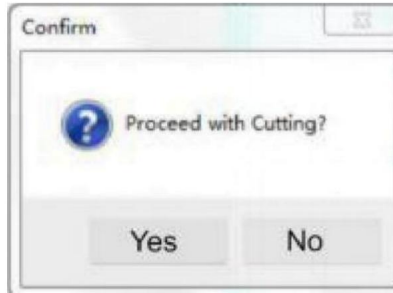 Confirm
Proceed with Cutting?
Yes
No